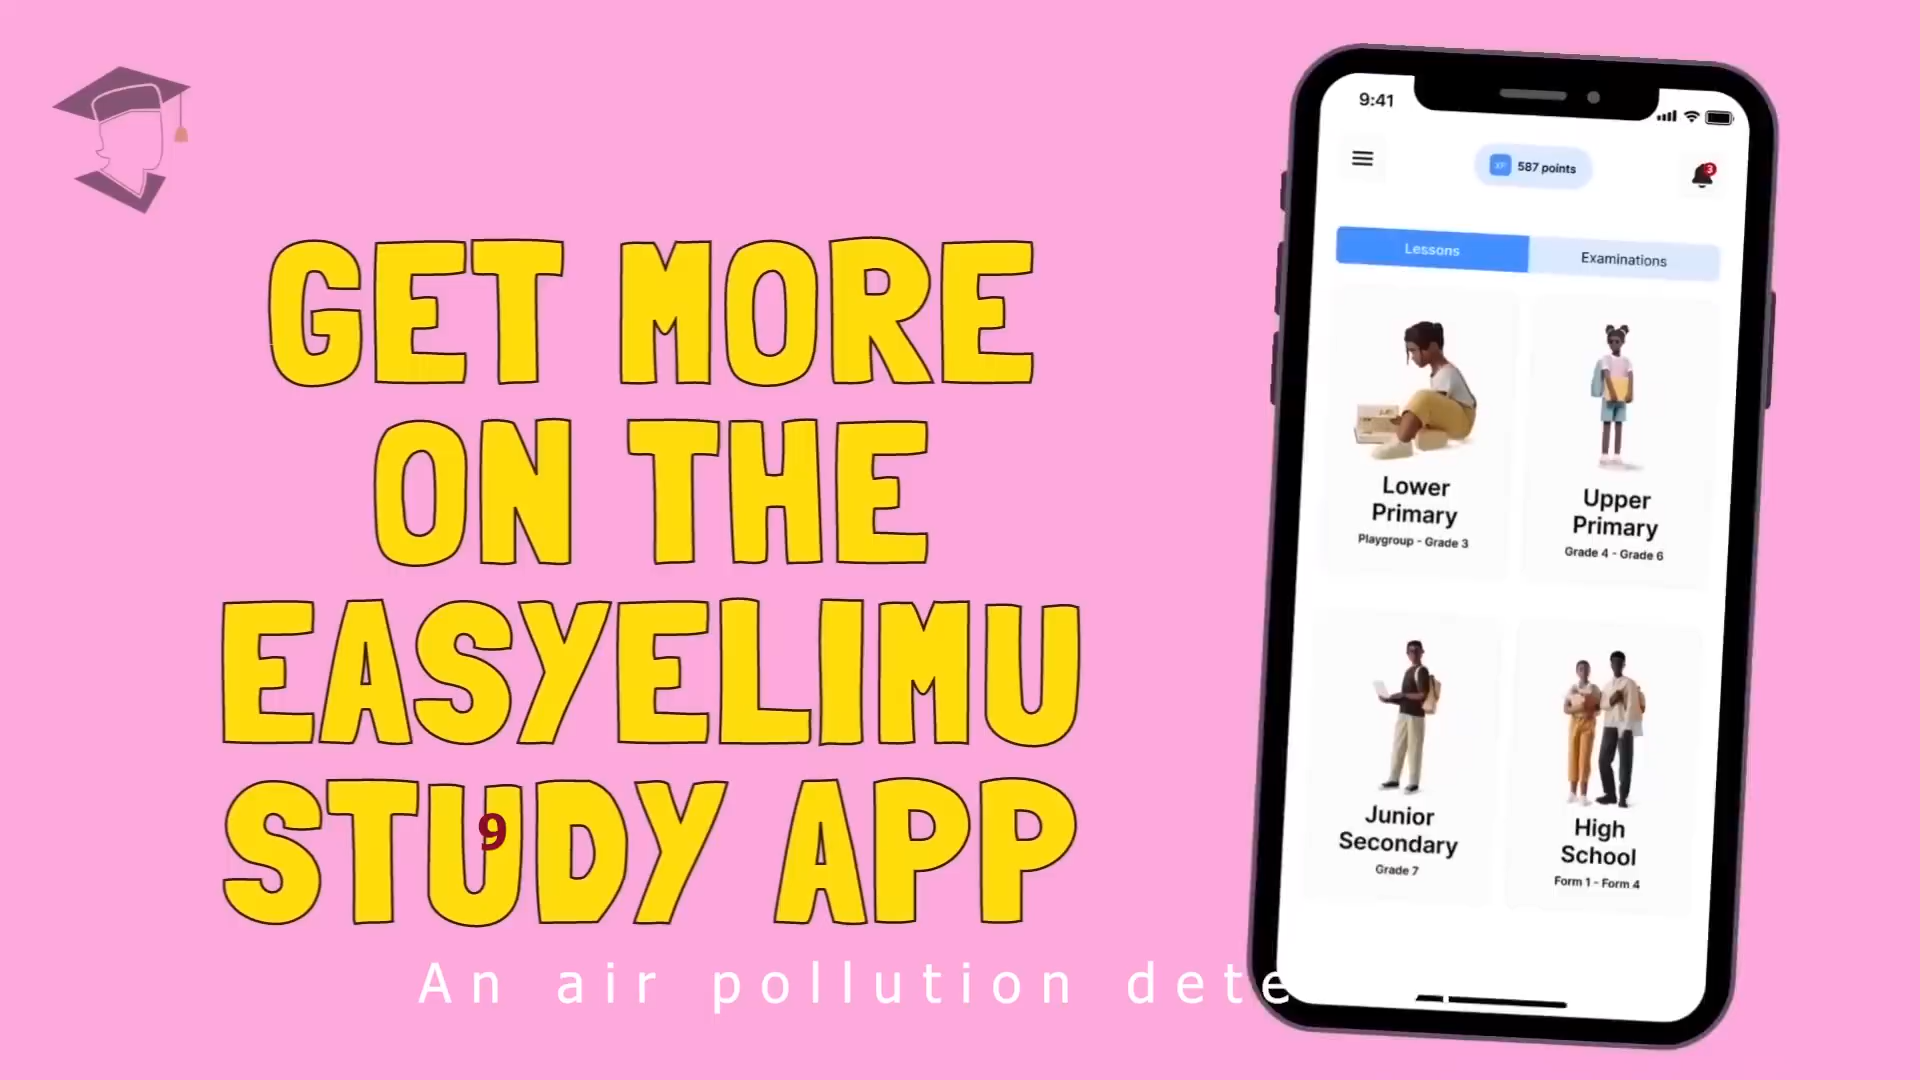 GET MORE
ON THE
EASYELIMU
STUDY APP
9
An air pollution dete
9:41
587 points
3
Lessons
Examinations
Lower
Primary
Playgroup - Grade 3
Upper
Primary
Grade 4 - Grade 6
Junior
Secondary
Grade 7
High
School
Form 1 - Form 4